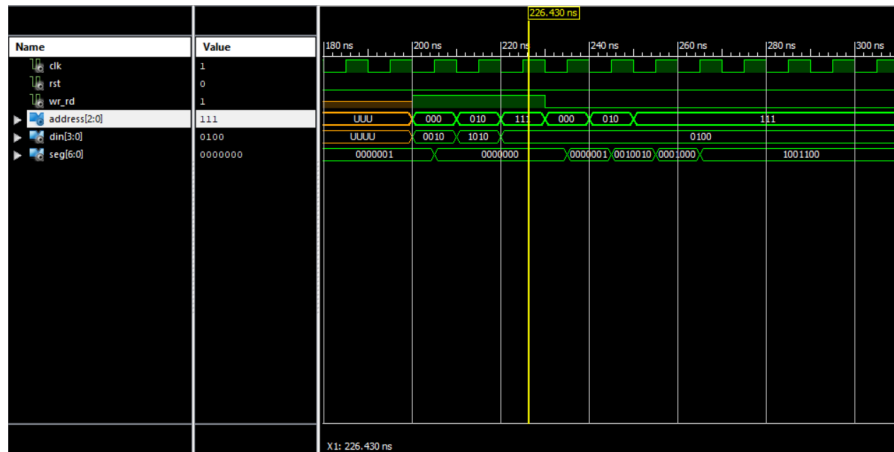 226.430 ns
Name Value
180 ns 200 ns 220 ns 240 ns 260 ns 280 ns 300 ns
clk 1
rst 0
wr_rd 1
address[2:0] 111 UUU 000 010 111 000 010 111
din[3:0] 0100 UUUU 0010 1010 0100
seg[6:0] 0000000 0000001 0000000 0000001 0010010 0001000 1001100
X1: 226.430 ns